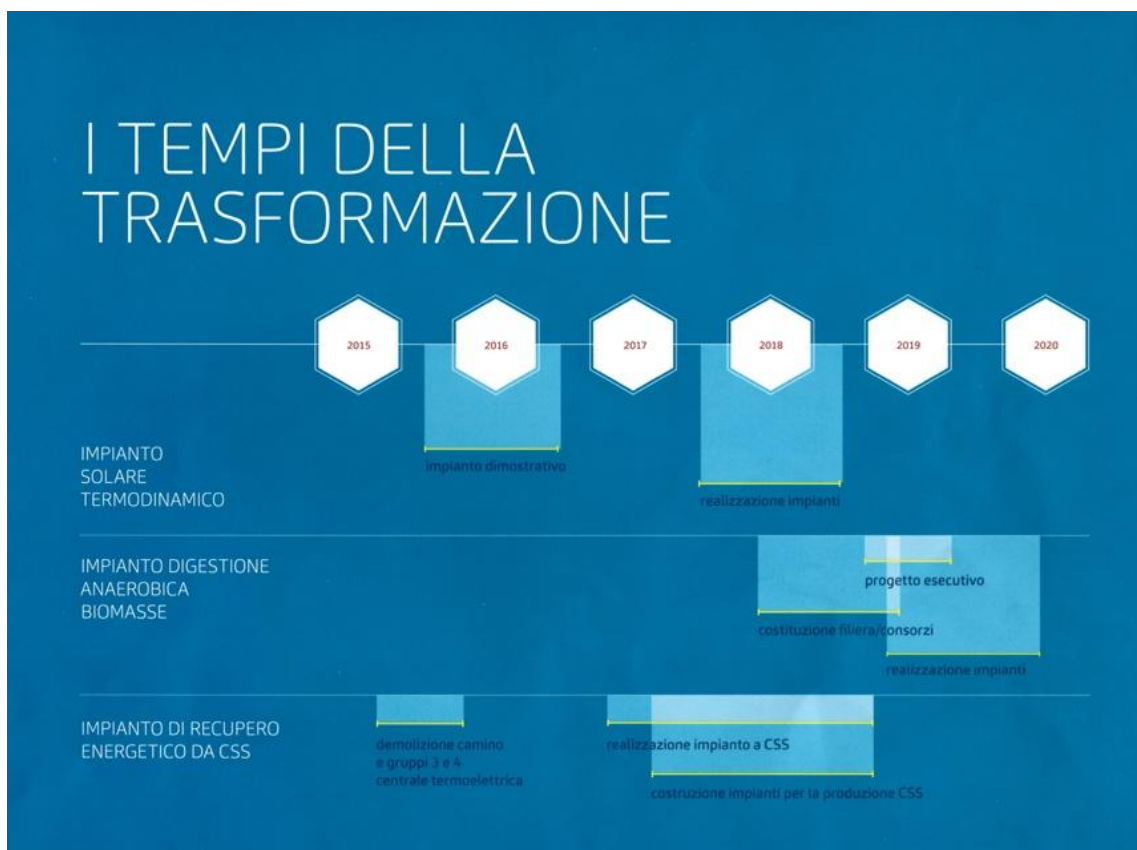 I TEMPI DELLA
TRASFORMAZIONE
2015
2016
2017
2018
2019
2020
IMPIANTO
SOLARE
TERMODINAMICO
impianto dimostrativo
realizzazione impianti
IMPIANTO DIGESTIONE
ANAEROBICA
BIOMASSE
progetto esecutivo
costituzione filiera/consorzi
realizzazione impianti
IMPIANTO DI RECUPERO
ENERGETICO DA CSS
demolizione camino
e gruppi 3 e 4
centrale termoelettrica
realizzazione impianto a CSS
costruzione impianti per la produzione CSS